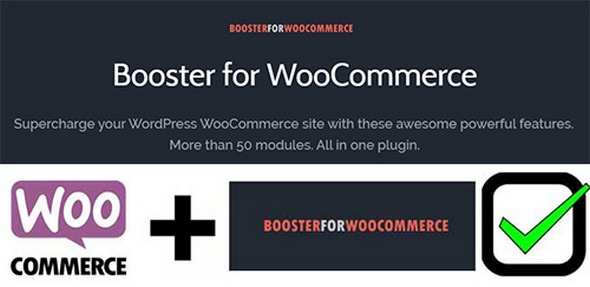 BOOSTERFORWOOCOMMERCE
Booster for WooCommerce
Supercharge your WordPress WooCommerce site with these awesome powerful features.
More than 50 modules. All in one plugin.
WOO
COMMERCE
BOOSTERFORWOOCOMMERCE